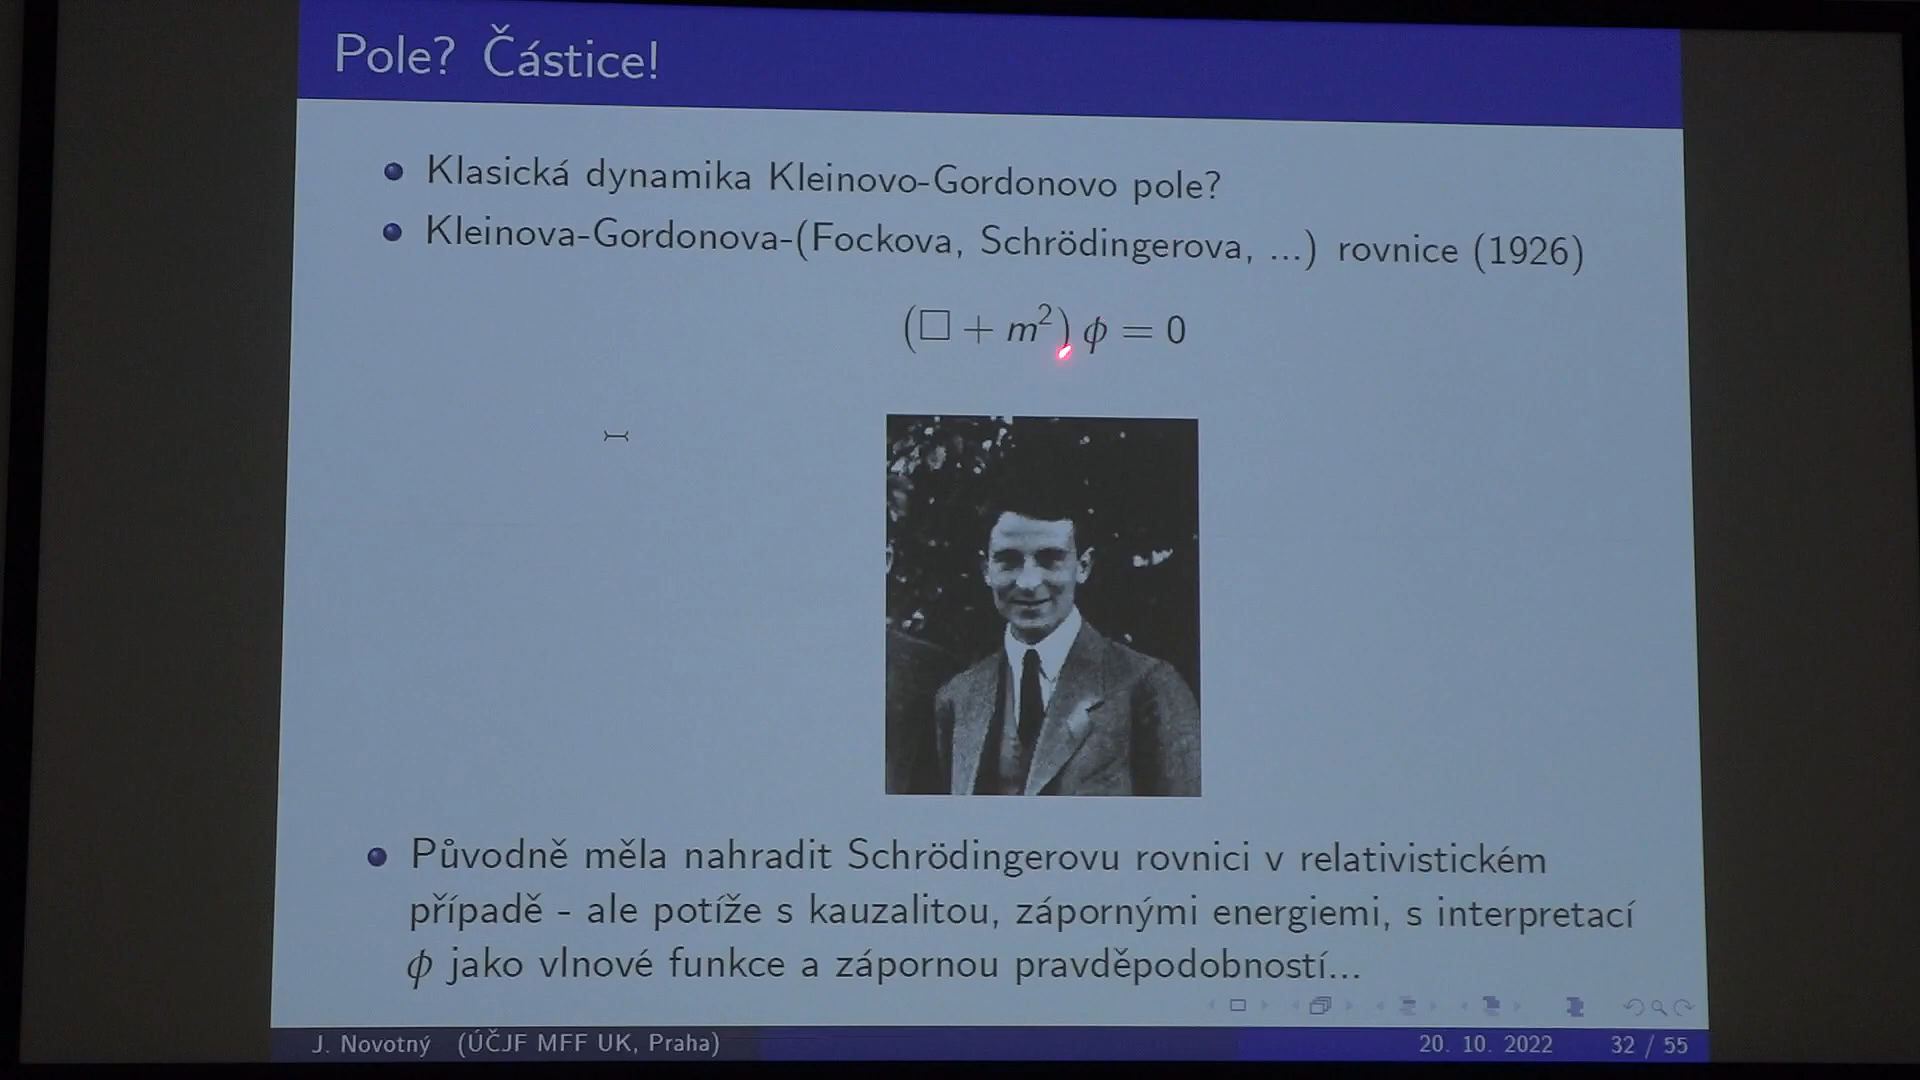 Pole? Částice!
Klasická dynamika Kleinovo-Gordonovo pole?
Kleinova-Gordonova-(Fockova, Schrödingerova, ...) rovnice (1926)
(□ + m²) ϕ = 0
Původně měla nahradit Schrödingerovu rovnici v relativistickém
případě - ale potíže s kauzalitou, zápornými energiemi, s interpretací
ϕ jako vlnové funkce a zápornou pravděpodobností...
J. Novotný (ÚČJF MFF UK, Praha) 20. 10. 2022 32 / 55